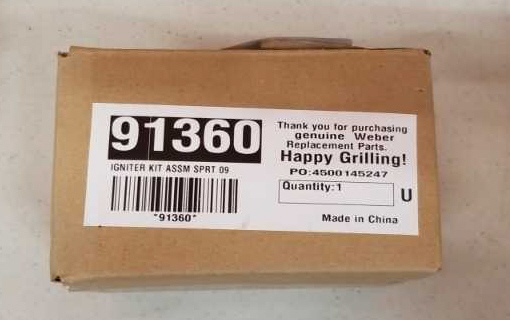 91360
IGNITER KIT ASSM SPRT 09
"91360"
Thank you for purchasing
genuine Weber
Replacement Parts.
Happy Grilling!
PO:4500145247
Quantity:1
U
Made in China